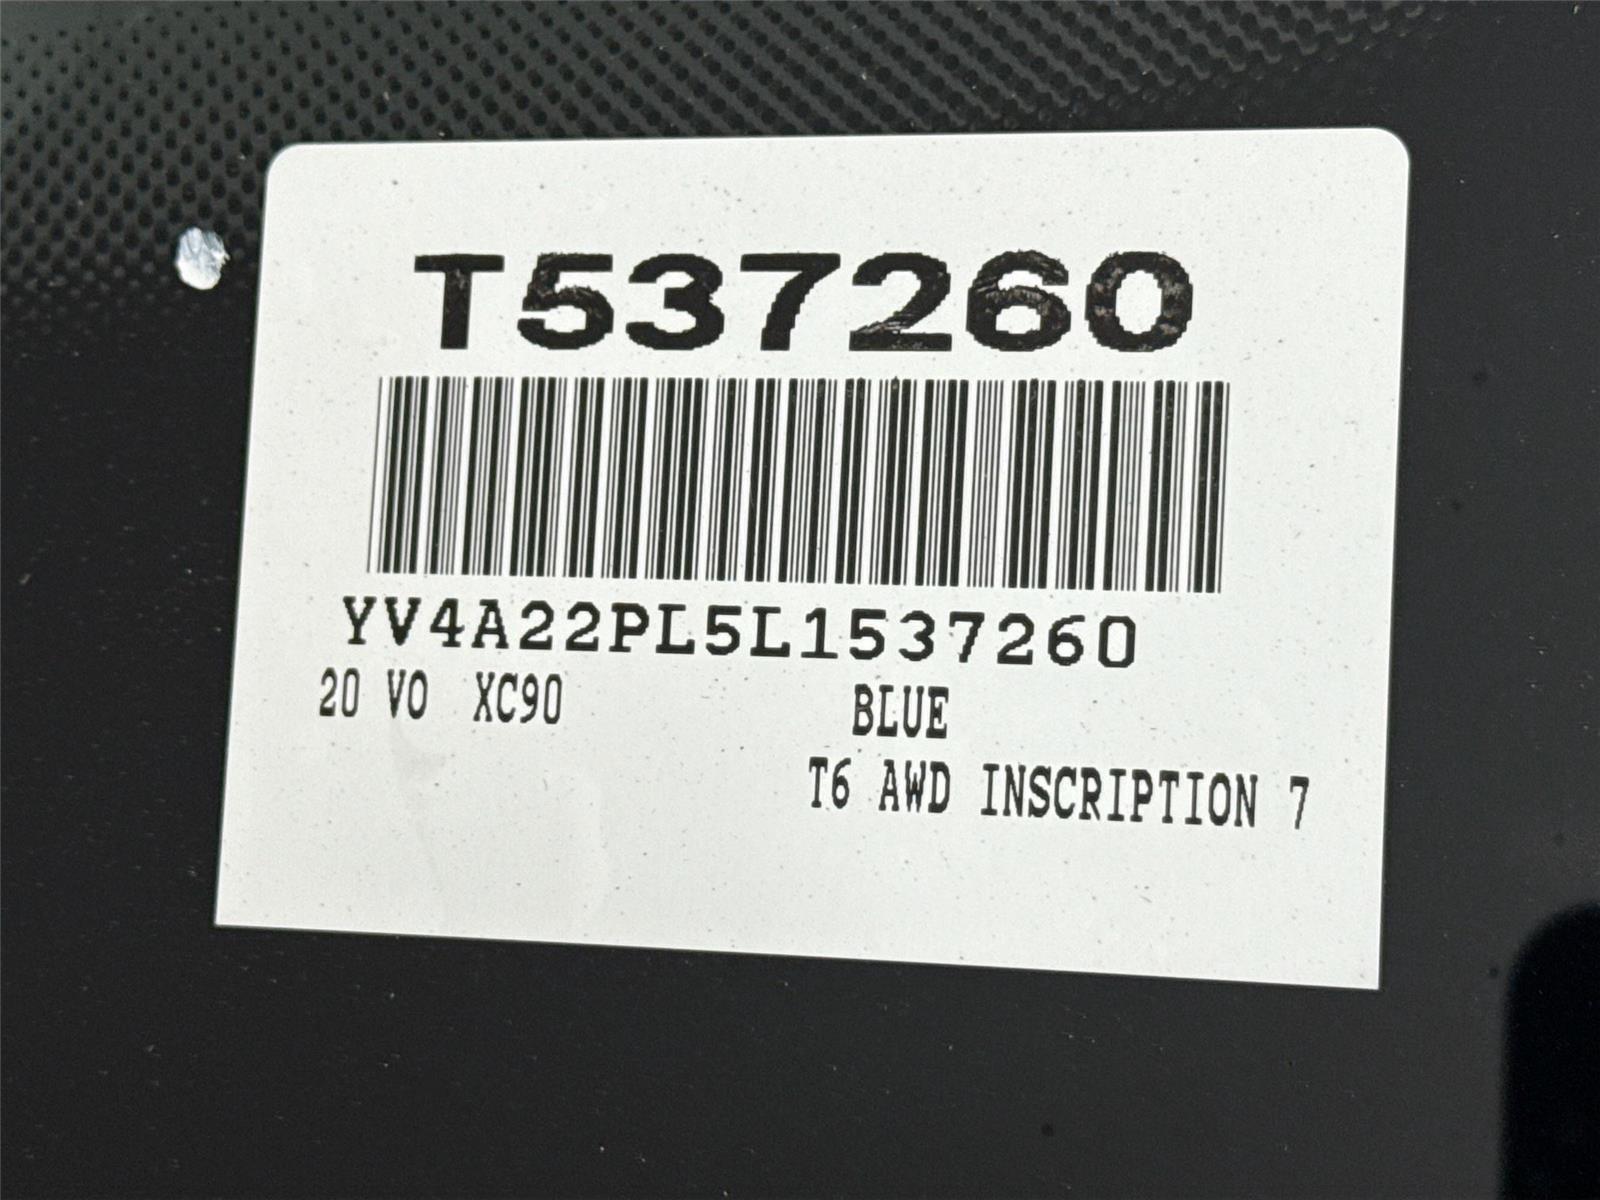 T537260
YV4A22PL5L1537260
20 VO XC90 BLUE
T6 AWD INSCRIPTION 7